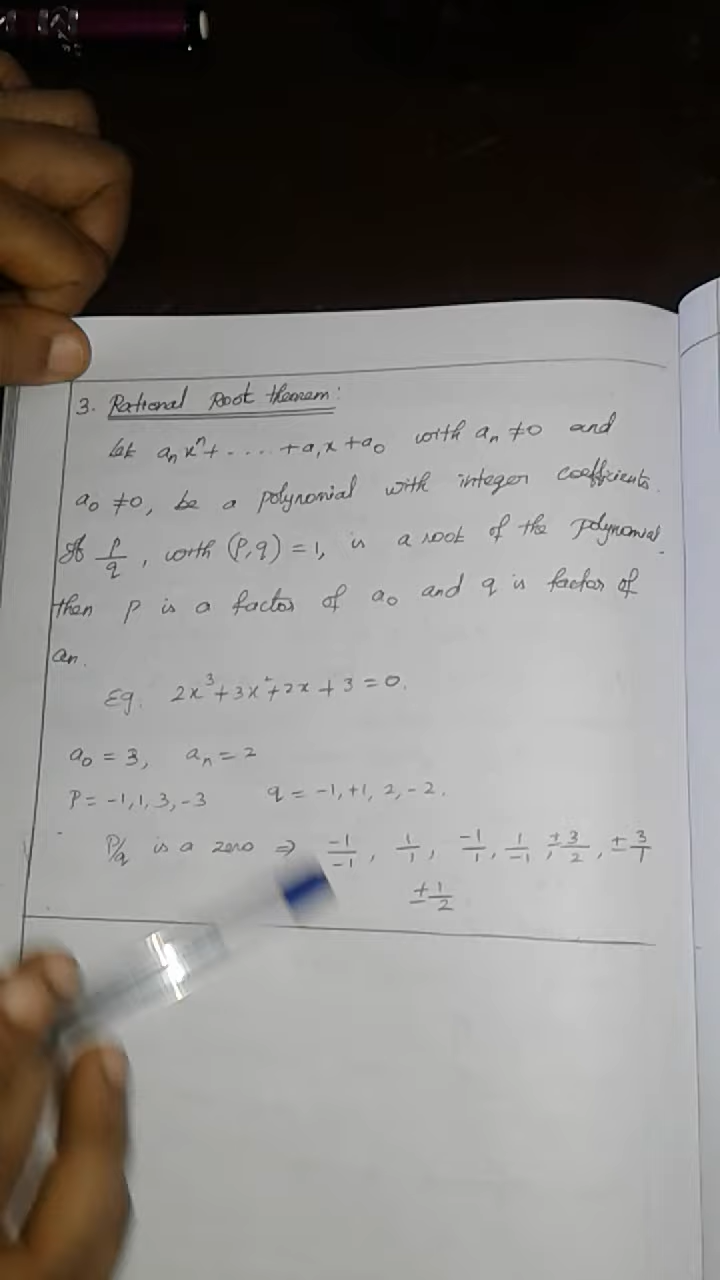 3. Rational Root theorem:
Let aₙxⁿ + .... + a₁x + a₀ with aₙ ≠ 0 and
a₀ ≠ 0, be a polynomial with integer coefficients.
If p/q, with (p,q) = 1, is a root of the polynomial.
then p is a factor of a₀ and q is factor of
an.
Eg. 2x³ + 3x² + 2x + 3 = 0.
a₀ = 3, aₙ = 2
P = -1, 1, 3, -3 q = -1, +1, 2, -2.
P/q is a zero ⇒ -1/-1, 1/1, -1/1, 1/-1, ±3/2, ±3/1
±1/2